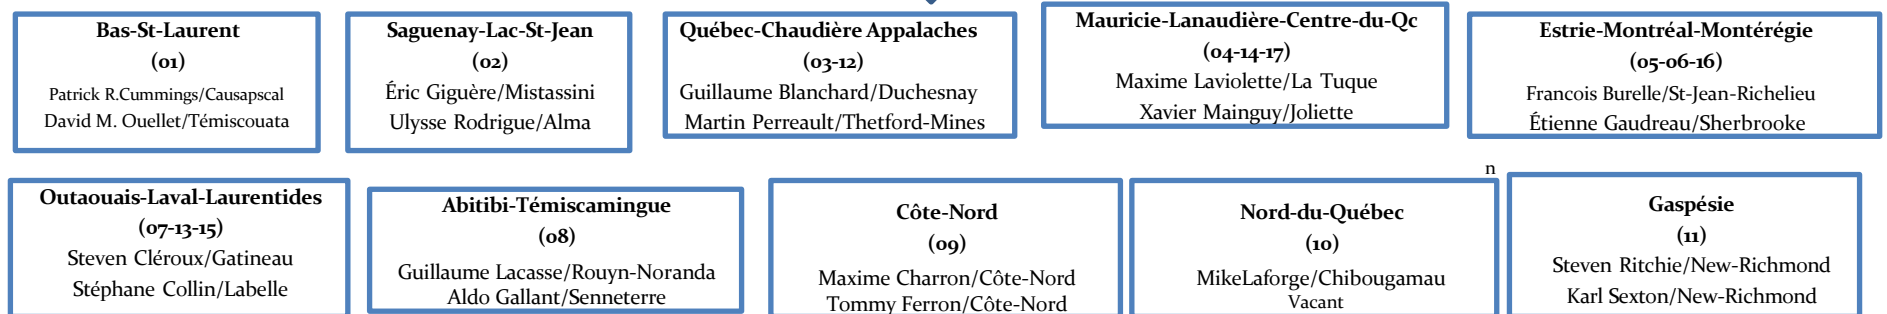 Bas-St-Laurent
(01)
Patrick R.Cummings/Causapscal
David M. Ouellet/Témiscouata
Saguenay-Lac-St-Jean
(02)
Éric Giguère/Mistassini
Ulysse Rodrigue/Alma
Québec-Chaudière Appalaches
(03-12)
Guillaume Blanchard/Duchesnay
Martin Perreault/Thetford-Mines
Mauricie-Lanaudière-Centre-du-Qc
(04-14-17)
Maxime Laviolette/La Tuque
Xavier Mainguy/Joliette
Estrie-Montréal-Montérégie
(05-06-16)
Francois Burelle/St-Jean-Richelieu
Étienne Gaudreau/Sherbrooke
Outaouais-Laval-Laurentides
(07-13-15)
Steven Cléroux/Gatineau
Stéphane Collin/Labelle
Abitibi-Témiscamingue
(08)
Guillaume Lacasse/Rouyn-Noranda
Aldo Gallant/Senneterre
Côte-Nord
(09)
Maxime Charron/Côte-Nord
Tommy Ferron/Côte-Nord
n
Nord-du-Québec
(10)
MikeLaforge/Chibougamau
Vacant
Gaspésie
(11)
Steven Ritchie/New-Richmond
Karl Sexton/New-Richmond